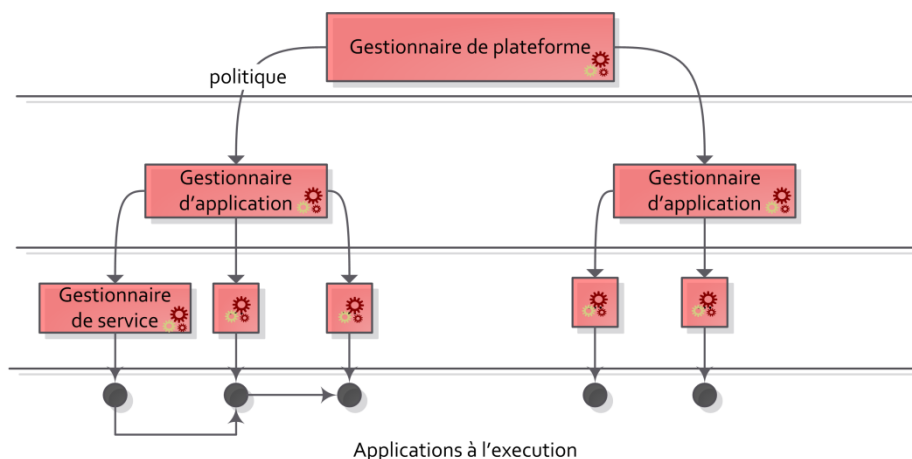 Gestionnaire de plateforme
politique
Gestionnaire
d'application
Gestionnaire
d'application
Gestionnaire
de service
Applications à l'execution